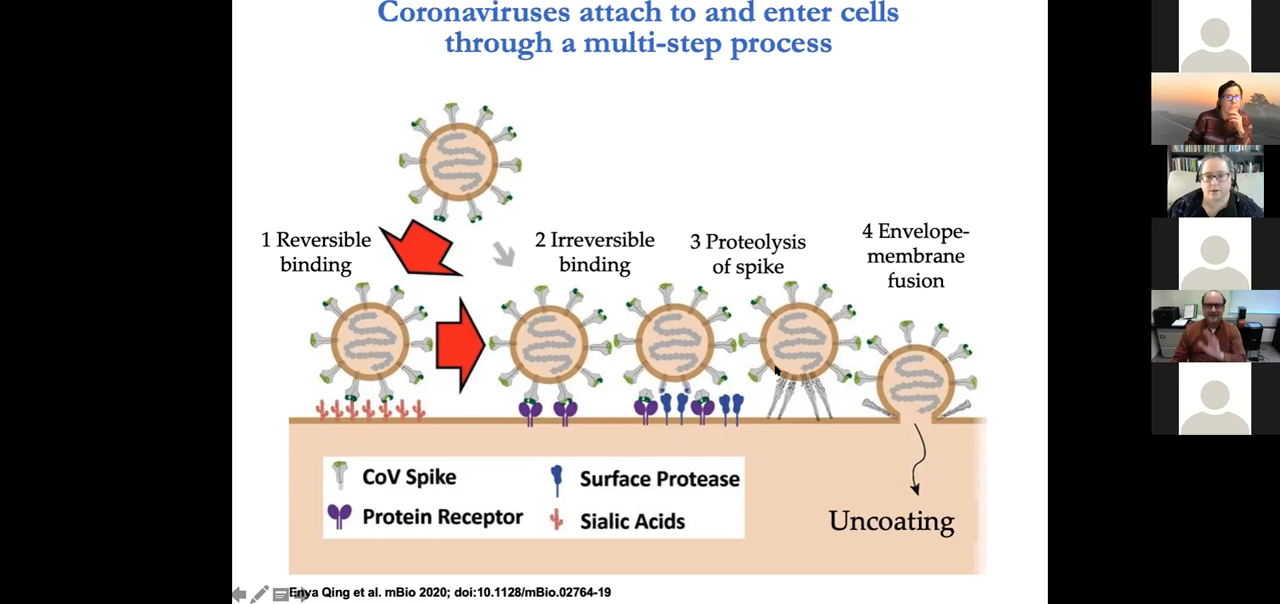 Coronaviruses attach to and enter cells
through a multi-step process
1 Reversible
binding
2 Irreversible
binding
3 Proteolysis
of spike
4 Envelope-
membrane
fusion
CoV Spike
Surface Protease
Protein Receptor
Sialic Acids
Uncoating
Enya Qing et al. mBio 2020; doi:10.1128/mBio.02764-19